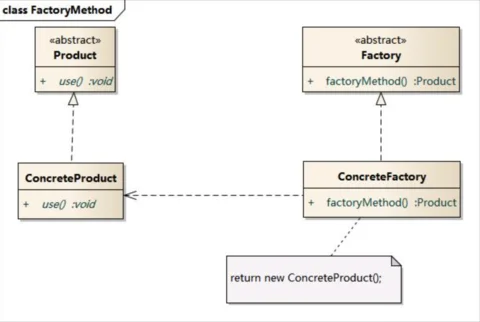 class FactoryMethod
«abstract»
Product
+ use() :void
«abstract»
Factory
+ factoryMethod() :Product
ConcreteProduct
+ use() :void
ConcreteFactory
+ factoryMethod() :Product
return new ConcreteProduct();